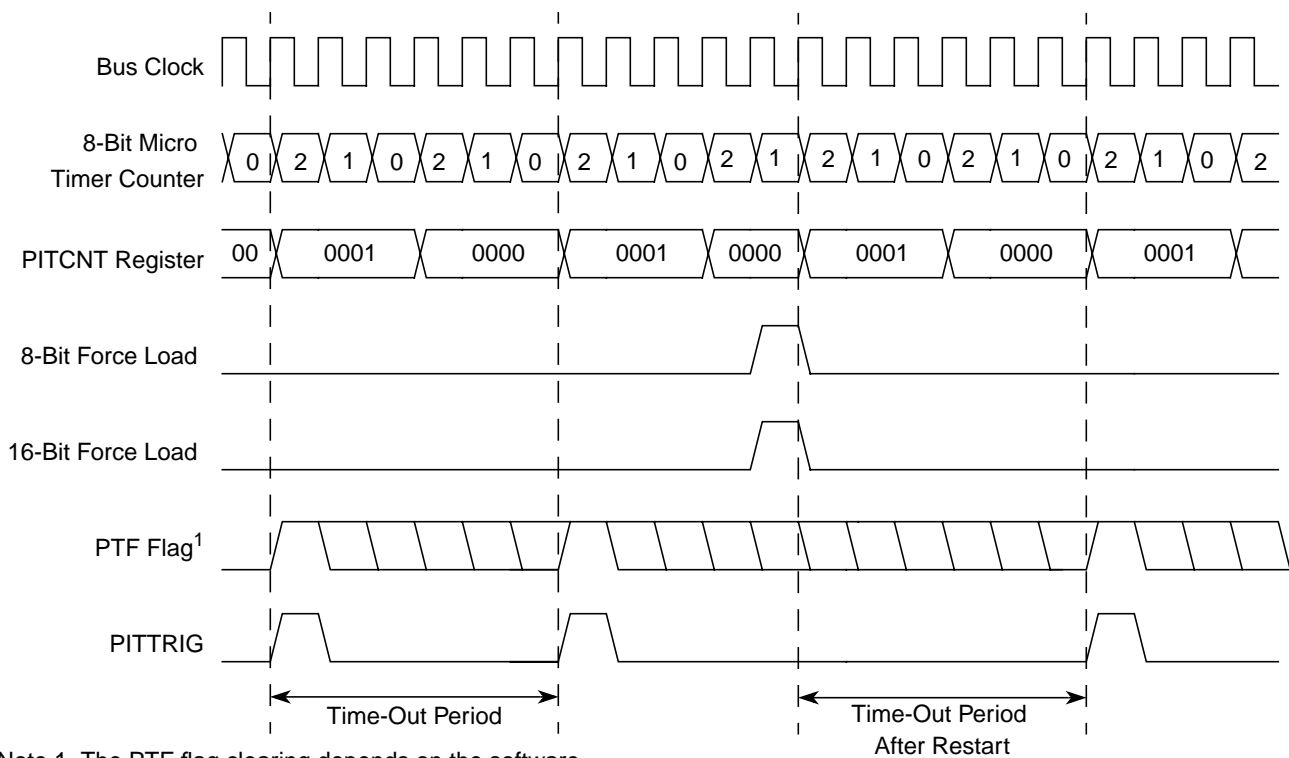 Bus Clock
8-Bit Micro
Timer Counter
0 2 1 0 2 1 0 2 1 0 2 1 2 1 0 2 1 0 2 1 0 2
PITCNT Register
00 0001 0000 0001 0000 0001 0000 0001
8-Bit Force Load
16-Bit Force Load
PTF Flag1
PITTRIG
Time-Out Period
Time-Out Period
After Restart
Note 1. The PTF flag clearing depends on the software